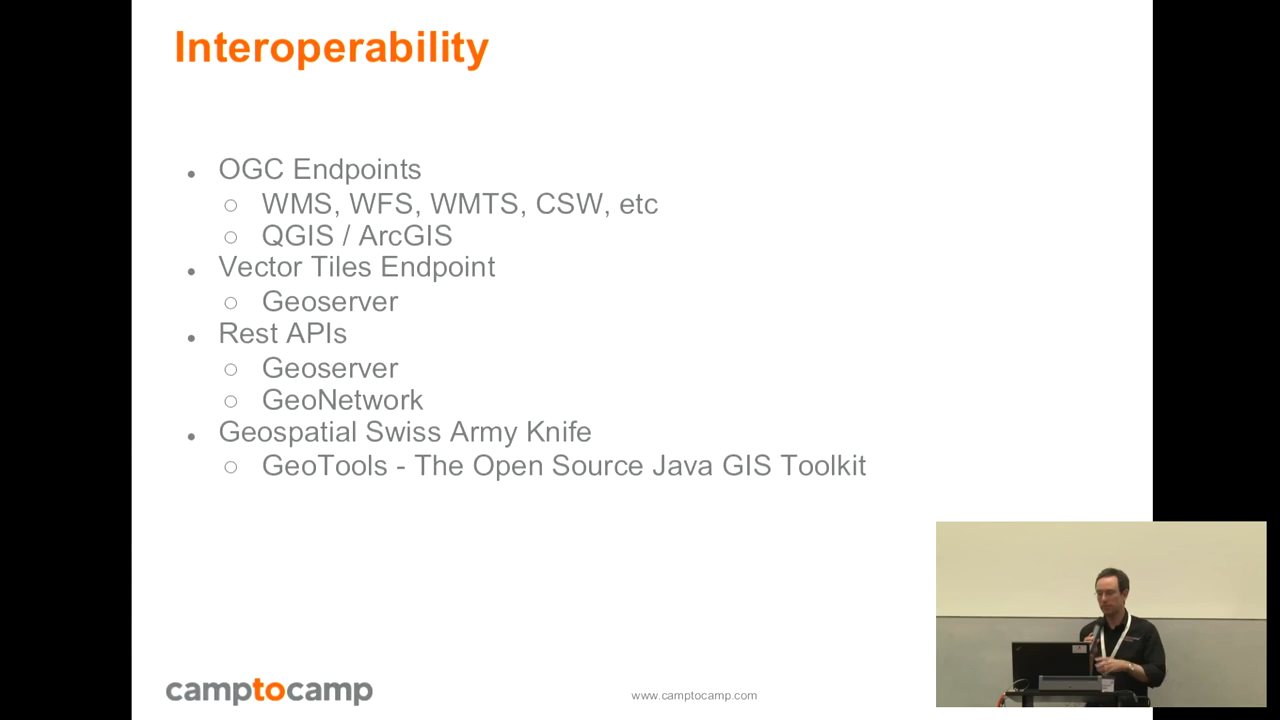 Interoperability
OGC Endpoints
WMS, WFS, WMTS, CSW, etc
QGIS / ArcGIS
Vector Tiles Endpoint
Geoserver
Rest APIs
Geoserver
GeoNetwork
Geospatial Swiss Army Knife
GeoTools - The Open Source Java GIS Toolkit
camptocamp
www.camptocamp.com